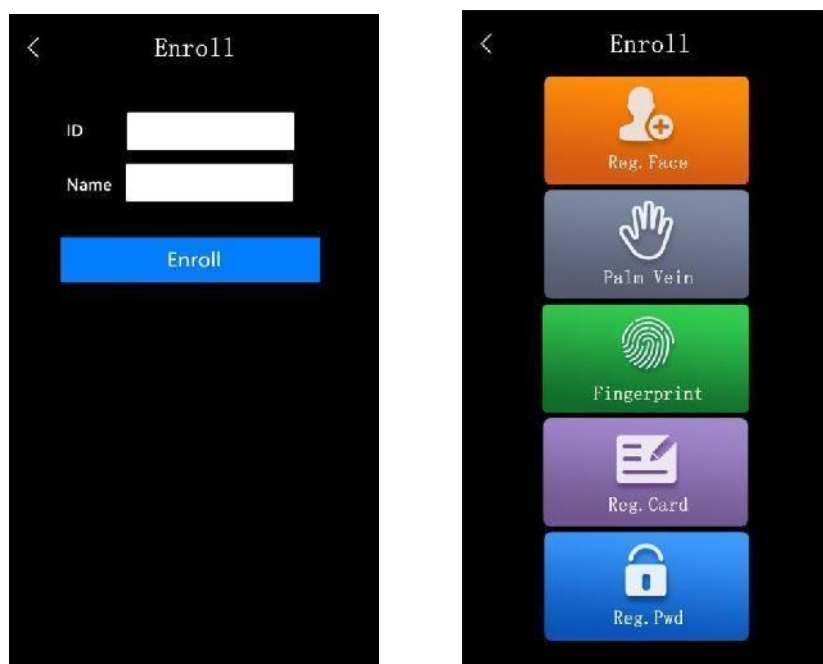 Enroll
ID
Name
Enroll
Enroll
Reg. Face
Palm Vein
Fingerprint
Reg. Card
Reg. Pwd